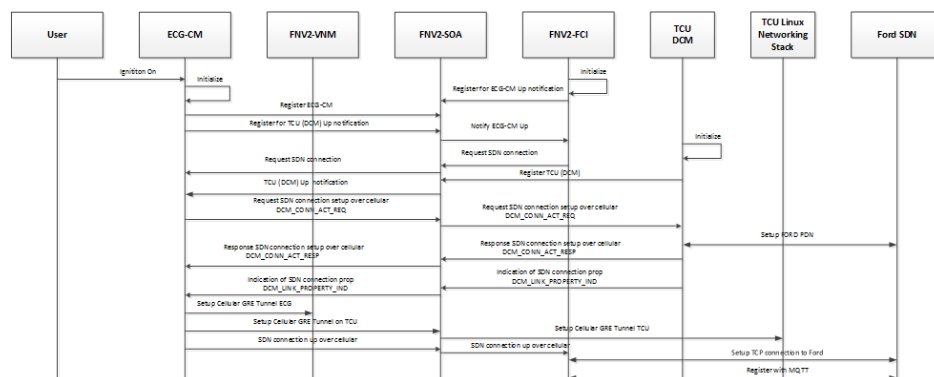 User
ECG-CM
FNV2-VNM
FNV2-SOA
FNV2-FCI
TCU
DCM
TCU Linux
Networking
Stack
Ford SDN
Ignititon On
Initialize
Initialize
Register for ECG-CM Up notification
Register ECG-CM
Register for TCU (DCM) Up notification
Notify ECG-CM Up
Initialize
Request SDN connection
Request SDN connection
Register TCU (DCM)
TCU (DCM) Up notification
Request SDN connection setup over cellular
DCM_CONN_ACT_REQ
Request SDN connection setup over cellular
DCM_CONN_ACT_REQ
Setup FORD PDN
Response SDN connection setup over cellular
DCM_CONN_ACT_RESP
Response SDN connection setup over cellular
DCM_CONN_ACT_RESP
Indication of SDN connection prop
DCM_LINK_PROPERTY_IND
Indication of SDN connection prop
DCM_LINK_PROPERTY_IND
Setup Cellular GRE Tunnel ECG
Setup Cellular GRE Tunnel on TCU
Setup Cellular GRE Tunnel TCU
SDN connection up over cellular
SDN connection up over cellular
Setup TCP connection to Ford
Register with MQTT